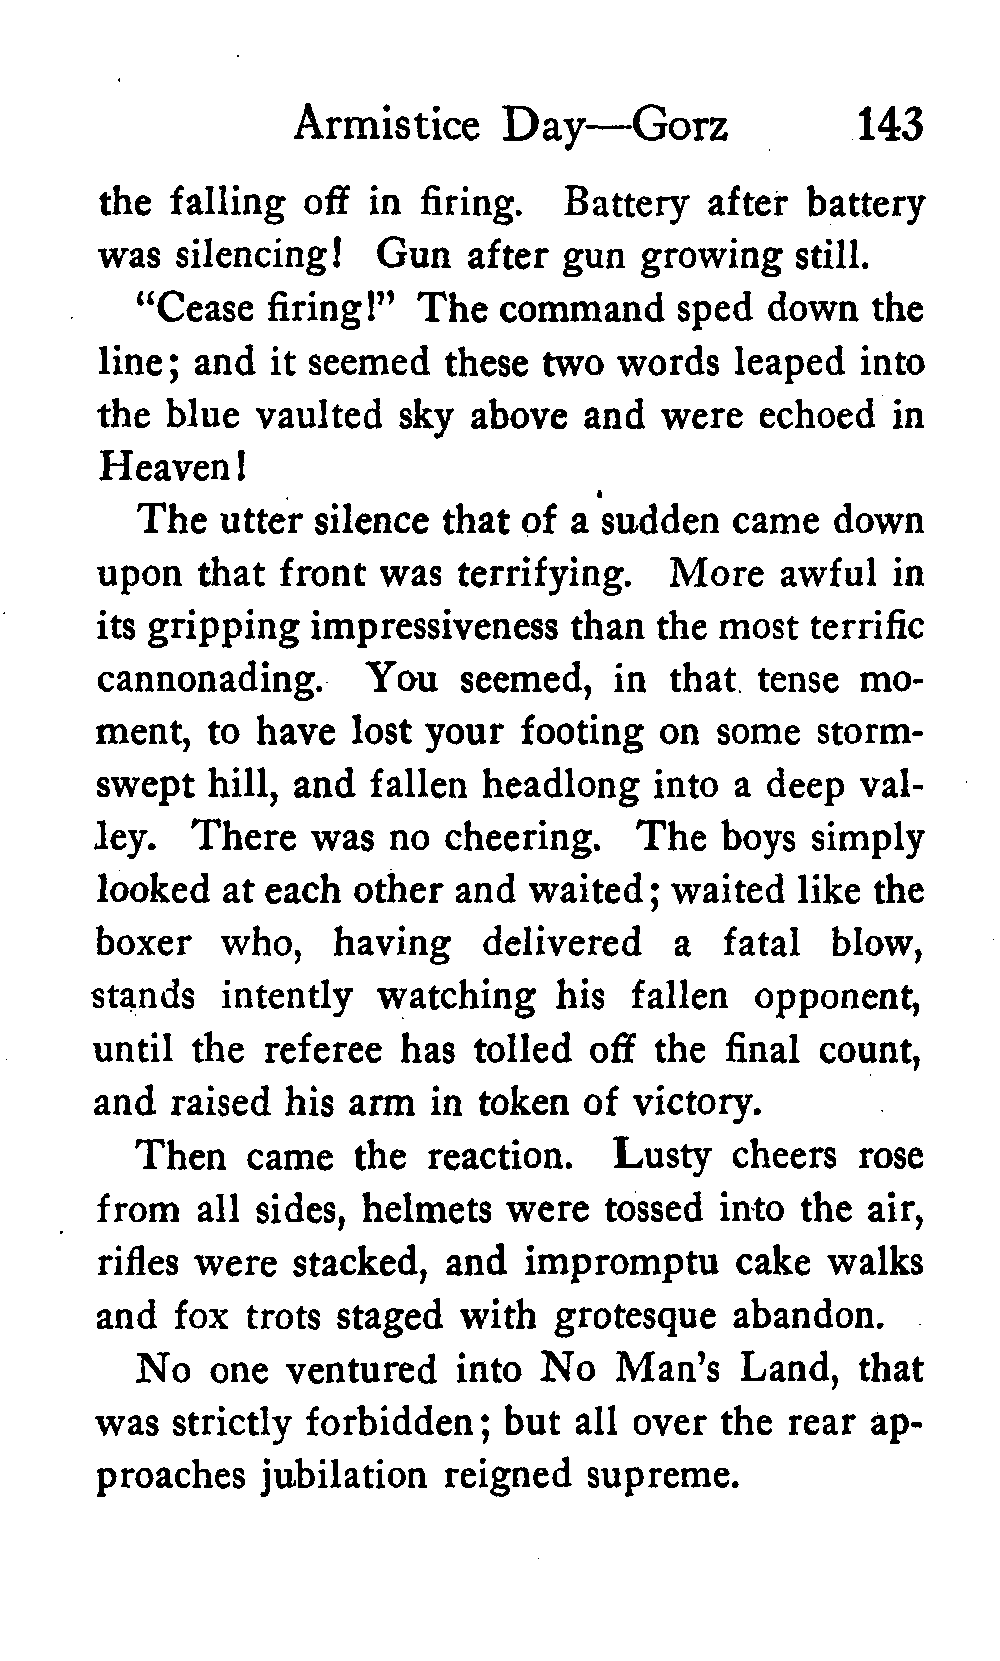 Armistice Day—Gorz 143
the falling off in firing. Battery after battery
was silencing! Gun after gun growing still.
"Cease firing!" The command sped down the
line; and it seemed these two words leaped into
the blue vaulted sky above and were echoed in
Heaven!
The utter silence that of a sudden came down
upon that front was terrifying. More awful in
its gripping impressiveness than the most terrific
cannonading. You seemed, in that tense mo-
ment, to have lost your footing on some storm-
swept hill, and fallen headlong into a deep val-
ley. There was no cheering. The boys simply
looked at each other and waited; waited like the
boxer who, having delivered a fatal blow,
stands intently watching his fallen opponent,
until the referee has tolled off the final count,
and raised his arm in token of victory.
Then came the reaction. Lusty cheers rose
from all sides, helmets were tossed into the air,
rifles were stacked, and impromptu cake walks
and fox trots staged with grotesque abandon.
No one ventured into No Man's Land, that
was strictly forbidden; but all over the rear ap-
proaches jubilation reigned supreme.